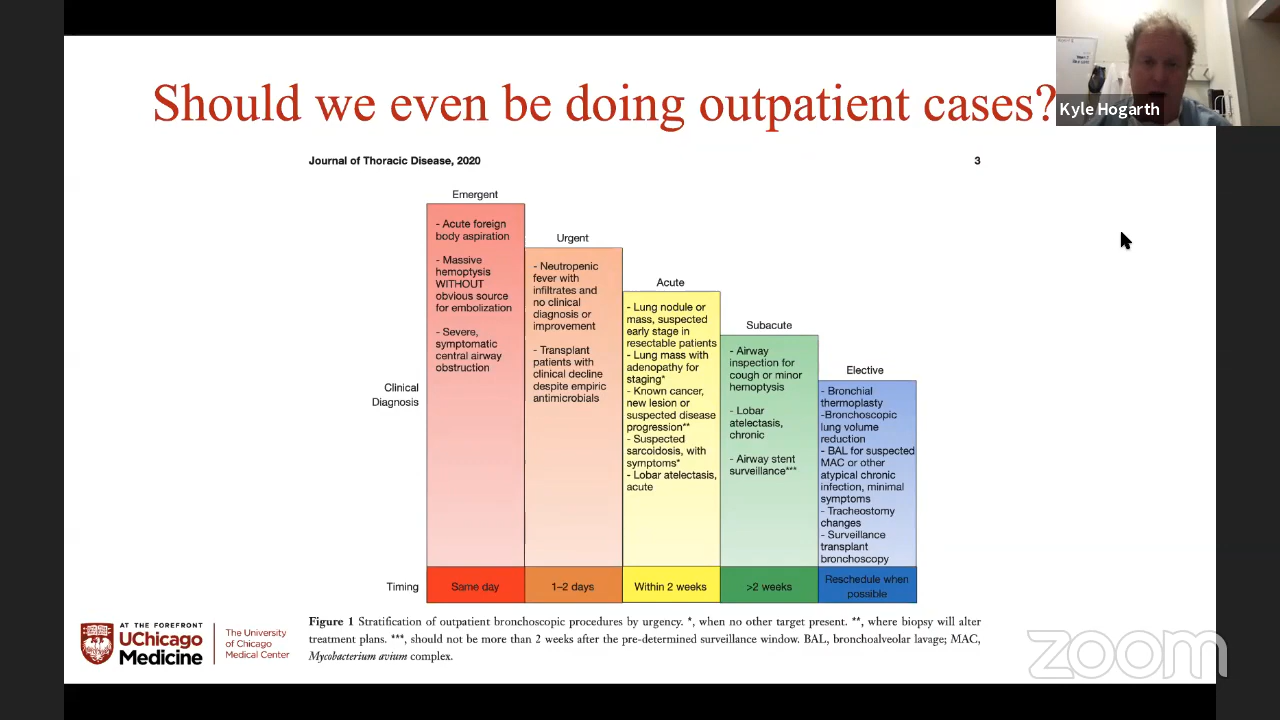 Should we even be doing outpatient cases?
Kyle Hogarth
Journal of Thoracic Disease, 2020
3
Emergent
- Acute foreign
body aspiration
- Massive
hemoptysis
WITHOUT
obvious source
for embolization
- Severe,
symptomatic
central airway
obstruction
Urgent
- Neutropenic
fever with
infiltrates and
no clinical
diagnosis or
improvement
- Transplant
patients with
clinical decline
despite empiric
antimicrobials
Acute
- Lung nodule or
mass, suspected
early stage in
resectable patients
- Lung mass with
adenopathy for
staging*
- Known cancer,
new lesion or
suspected disease
progression**
- Suspected
sarcoidosis, with
symptoms*
- Lobar atelectasis,
acute
Subacute
- Airway
inspection for
cough or minor
hemoptysis
- Lobar
atelectasis,
chronic
- Airway stent
surveillance***
Elective
- Bronchial
thermoplasty
-Bronchoscopic
lung volume
reduction
- BAL for suspected
MAC or other
atypical chronic
infection, minimal
symptoms
- Tracheostomy
changes
- Surveillance
transplant
bronchoscopy
Clinical
Diagnosis
Timing
Same day
1–2 days
Within 2 weeks
>2 weeks
Reschedule when
possible
Figure 1 Stratification of outpatient bronchoscopic procedures by urgency. *, when no other target present. **, where biopsy will alter
treatment plans. ***, should not be more than 2 weeks after the pre-determined surveillance window. BAL, bronchoalveolar lavage; MAC,
Mycobacterium avium complex.
AT THE FOREFRONT
UChicago
Medicine
The University
of Chicago
Medical Center
zoom